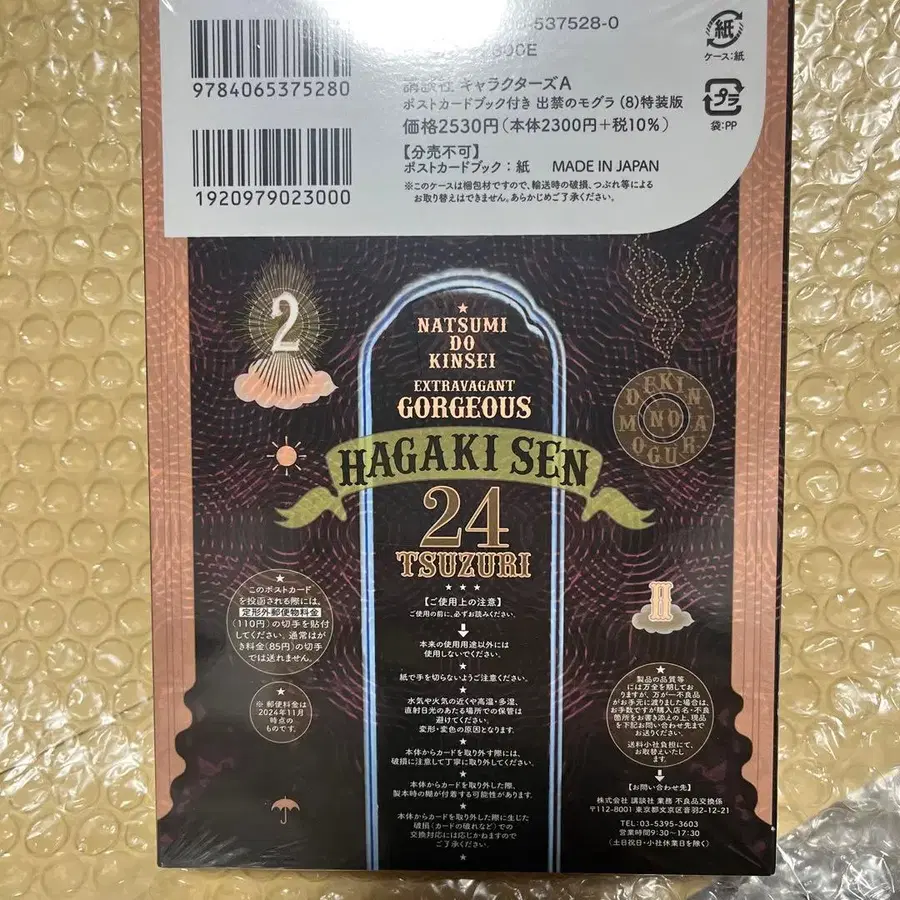 537528-0
9784065375280
1920979023000
講談社 キャラクターズA
ポストカードブック付き 出禁のモグラ (8)特装版
価格2530円(本体2300円+税10%)
【分売不可】
ポストカードブック：紙 MADE IN JAPAN
※このケースは梱包材ですので、輸送時の破損、つぶれ等による
お取り替えはできません。あらかじめご了承ください。
紙
ケース:紙
プラ
袋:PP
2
NATSUMI
DO
KINSEI
EXTRAVAGANT
GORGEOUS
HAGAKI SEN
24
TSUZURI
DEKIN
NO
MOGURA
【ご使用上の注意】
ご使用の前に、必ずお読みください。
本来の使用用途以外には
使用しないでください。
紙で手を切らないようご注意ください。
水気や火気の近くや高温・多湿、
直射日光のあたる場所での保管は
避けてください。
変形・変色の原因となります。
本体からカードを取り外す際には、
破損に注意して丁寧に取り外してください。
本体からカードを取り外した際、
製本時の糊が付着する可能性があります。
本体からカードを取り外した際に生じた
破損(カードの破れなど)での
交換対応には応じかねますので
ご了承ください。
このポストカード
を投函される際には、
定形外郵便物料金
(110円)の切手を貼付
してください。通常はが
き料金(85円)の切手
では送れません。
※ 郵便料金は
2024年11月
時点の
ものです。
製品の品質等
には万全を期しており
ますが、万が一不良品
がお手元に渡りました場合は、
お手数ですが購入店名・不良
箇所をお書き添えの上、現品
を下記お問い合わせ先まで
お送りください。
送料小社負担にて、
お取替えいたし
ます。
【お問い合わせ先】
株式会社 講談社 業務 不良品交換係
〒112-8001 東京都文京区音羽2-12-21
TEL:03-5395-3603
営業時間9:30〜17:30
(土日祝日・小社休業日を除く)